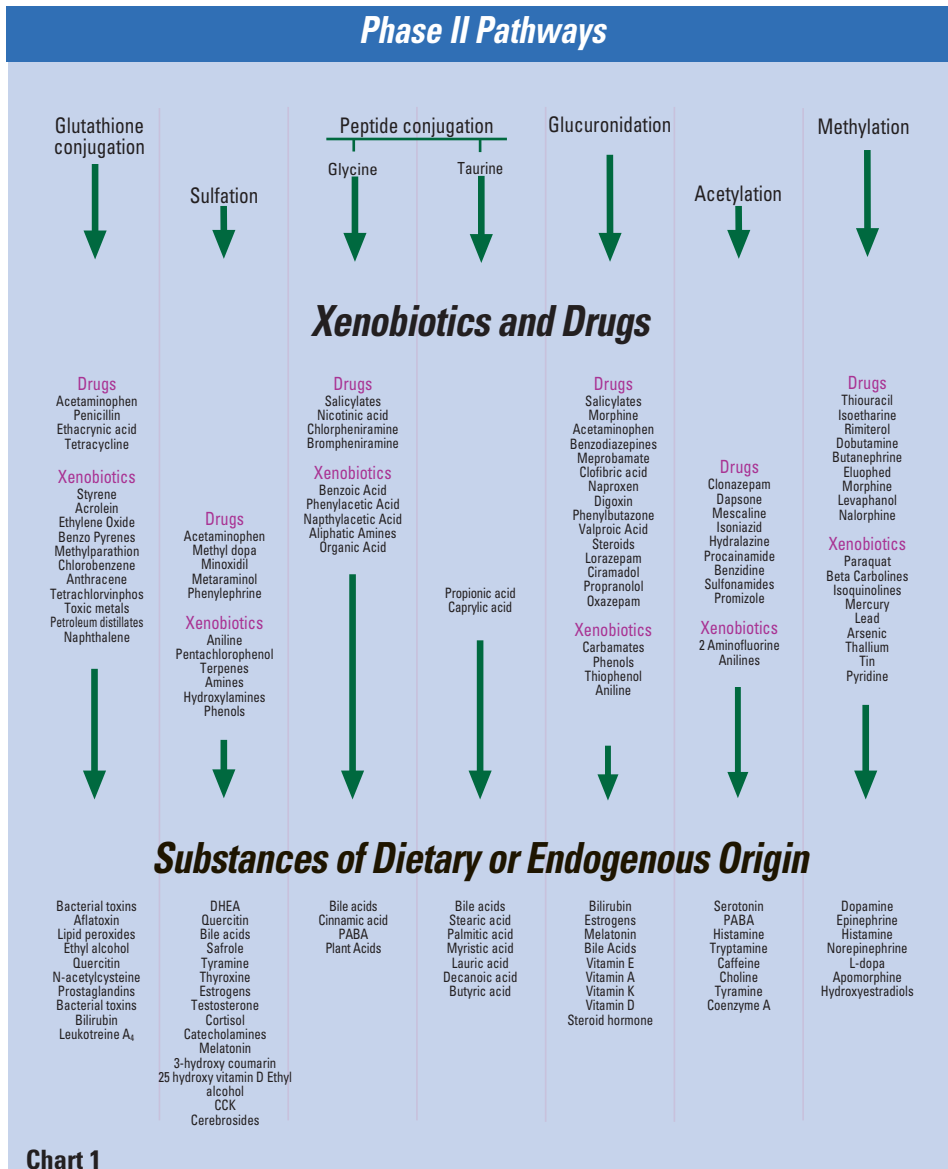 Phase II Pathways
Glutathione
conjugation
Sulfation
Peptide conjugation
Glycine
Taurine
Glucuronidation
Acetylation
Methylation
Xenobiotics and Drugs
Drugs
Acetaminophen
Penicillin
Ethacrynic acid
Tetracycline
Xenobiotics
Styrene
Acrolein
Ethylene Oxide
Benzo Pyrenes
Methylparathion
Chlorobenzene
Anthracene
Tetrachlorvinphos
Toxic metals
Petroleum distillates
Naphthalene
Drugs
Acetaminophen
Methyl dopa
Minoxidil
Metaraminol
Phenylephrine
Xenobiotics
Aniline
Pentachlorophenol
Terpenes
Amines
Hydroxylamines
Phenols
Drugs
Salicylates
Nicotinic acid
Chlorpheniramine
Brompheniramine
Xenobiotics
Benzoic Acid
Phenylacetic Acid
Napthylacetic Acid
Aliphatic Amines
Organic Acid
Propionic acid
Caprylic acid
Drugs
Salicylates
Morphine
Acetaminophen
Benzodiazepines
Meprobamate
Clofibric acid
Naproxen
Digoxin
Phenylbutazone
Valproic Acid
Steroids
Lorazepam
Ciramadol
Propranolol
Oxazepam
Xenobiotics
Carbamates
Phenols
Thiophenol
Aniline
Drugs
Clonazepam
Dapsone
Mescaline
Isoniazid
Hydralazine
Procainamide
Benzidine
Sulfonamides
Promizole
Xenobiotics
2 Aminofluorine
Anilines
Drugs
Thiouracil
Isoetharine
Rimiterol
Dobutamine
Butanephrine
Eluophed
Morphine
Levaphanol
Nalorphine
Xenobiotics
Paraquat
Beta Carbolines
Isoquinolines
Mercury
Lead
Arsenic
Thallium
Tin
Pyridine
Substances of Dietary or Endogenous Origin
Bacterial toxins
Aflatoxin
Lipid peroxides
Ethyl alcohol
Quercitin
N-acetylcysteine
Prostaglandins
Bacterial toxins
Bilirubin
Leukotreine A₄
DHEA
Quercitin
Bile acids
Safrole
Tyramine
Thyroxine
Estrogens
Testosterone
Cortisol
Catecholamines
Melatonin
3-hydroxy coumarin
25 hydroxy vitamin D Ethyl
alcohol
CCK
Cerebrosides
Bile acids
Cinnamic acid
PABA
Plant Acids
Bile acids
Stearic acid
Palmitic acid
Myristic acid
Lauric acid
Decanoic acid
Butyric acid
Bilirubin
Estrogens
Melatonin
Bile Acids
Vitamin E
Vitamin A
Vitamin K
Vitamin D
Steroid hormone
Serotonin
PABA
Histamine
Tryptamine
Caffeine
Choline
Tyramine
Coenzyme A
Dopamine
Epinephrine
Histamine
Norepinephrine
L-dopa
Apomorphine
Hydroxyestradiols
Chart 1